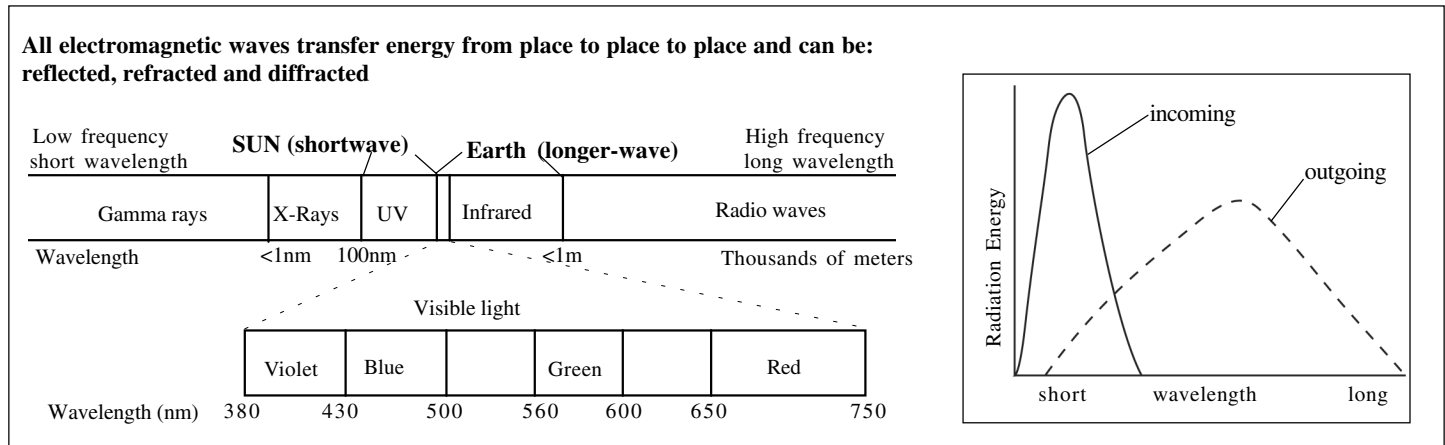 All electromagnetic waves transfer energy from place to place to place and can be:
reflected, refracted and diffracted
Low frequency
short wavelength
SUN (shortwave)
Earth (longer-wave)
High frequency
long wavelength
Gamma rays
X-Rays
UV
Infrared
Radio waves
Wavelength
<1nm
100nm
<1m
Thousands of meters
Visible light
Violet
Blue
Green
Red
Wavelength (nm)
380
430
500
560
600
650
750
incoming
outgoing
Radiation Energy
short
wavelength
long